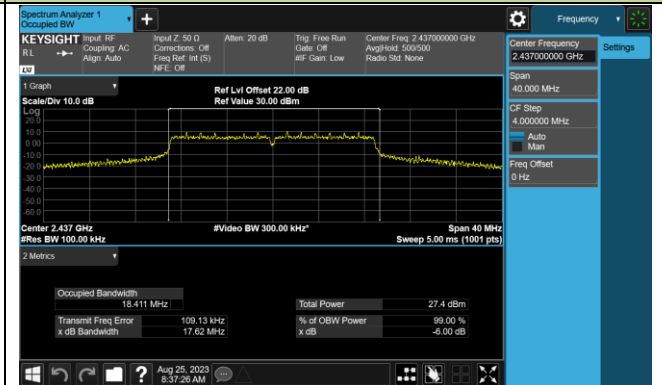 Spectrum Analyzer 1
Occupied BW
Frequency
KEYSIGHT
Input: RF
Input Z: 50 Ω
Atten: 20 dB
Trig: Free Run
Center Freq: 2.437000000 GHz
RL
Coupling: AC
Corrections: Off
Gate: Off
Avg|Hold: 500/500
Align: Auto
Freq Ref: Int (S)
#IF Gain: Low
Radio Std: None
NFE: Off
LXI
Center Frequency
2.437000000 GHz
Settings
Span
40.000 MHz
CF Step
4.000000 MHz
Auto
Man
Freq Offset
0 Hz
1 Graph
Ref Lvl Offset 22.00 dB
Scale/Div 10.0 dB
Ref Value 30.00 dBm
Log
20.0
10.0
0.00
-10.0
-20.0
-30.0
-40.0
-50.0
-60.0
Center 2.437 GHz
#Video BW 300.00 kHz*
Span 40 MHz
#Res BW 100.00 kHz
Sweep 5.00 ms (1001 pts)
2 Metrics
Occupied Bandwidth
18.411 MHz
Total Power
27.4 dBm
Transmit Freq Error
109.13 kHz
% of OBW Power
99.00 %
x dB Bandwidth
17.62 MHz
x dB
-6.00 dB
?
Aug 25, 2023
8:37:26 AM